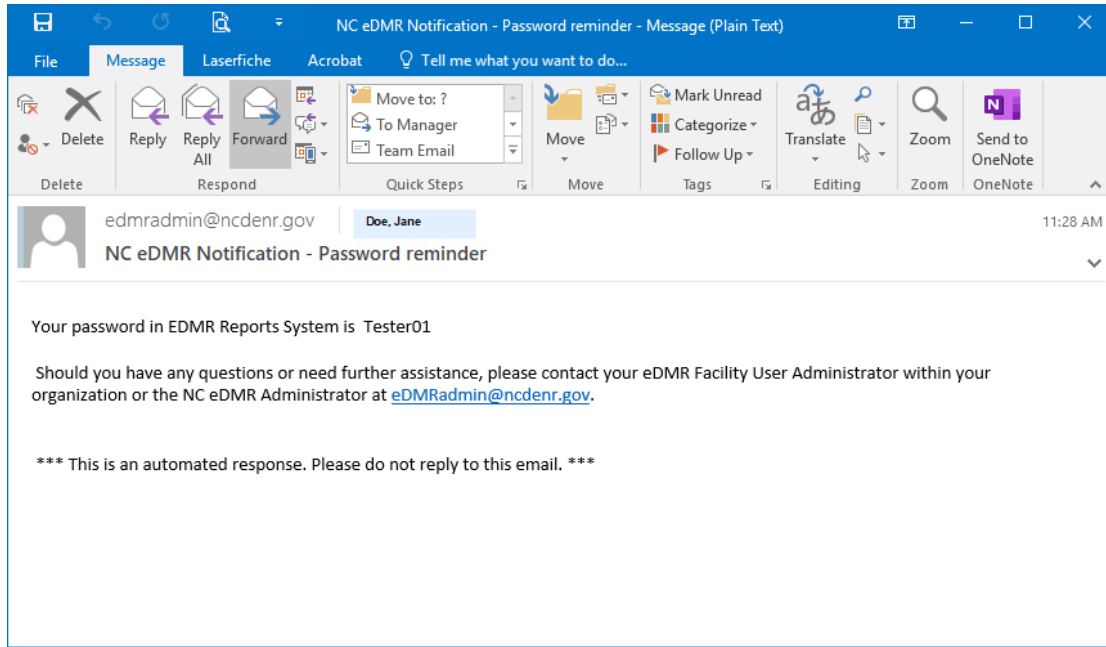 NC eDMR Notification - Password reminder - Message (Plain Text)
File Message Laserfiche Acrobat Tell me what you want to do...
Delete
Reply
Reply All
Forward
Move to: ?
To Manager
Team Email
Move
Mark Unread
Categorize
Follow Up
Translate
Zoom
Send to OneNote
Delete Respond Quick Steps Move Tags Editing Zoom OneNote
edmradmin@ncdenr.gov Doe, Jane 11:28 AM
NC eDMR Notification - Password reminder
Your password in EDMR Reports System is Tester01
Should you have any questions or need further assistance, please contact your eDMR Facility User Administrator within your
organization or the NC eDMR Administrator at eDMRadmin@ncdenr.gov.
*** This is an automated response. Please do not reply to this email. ***